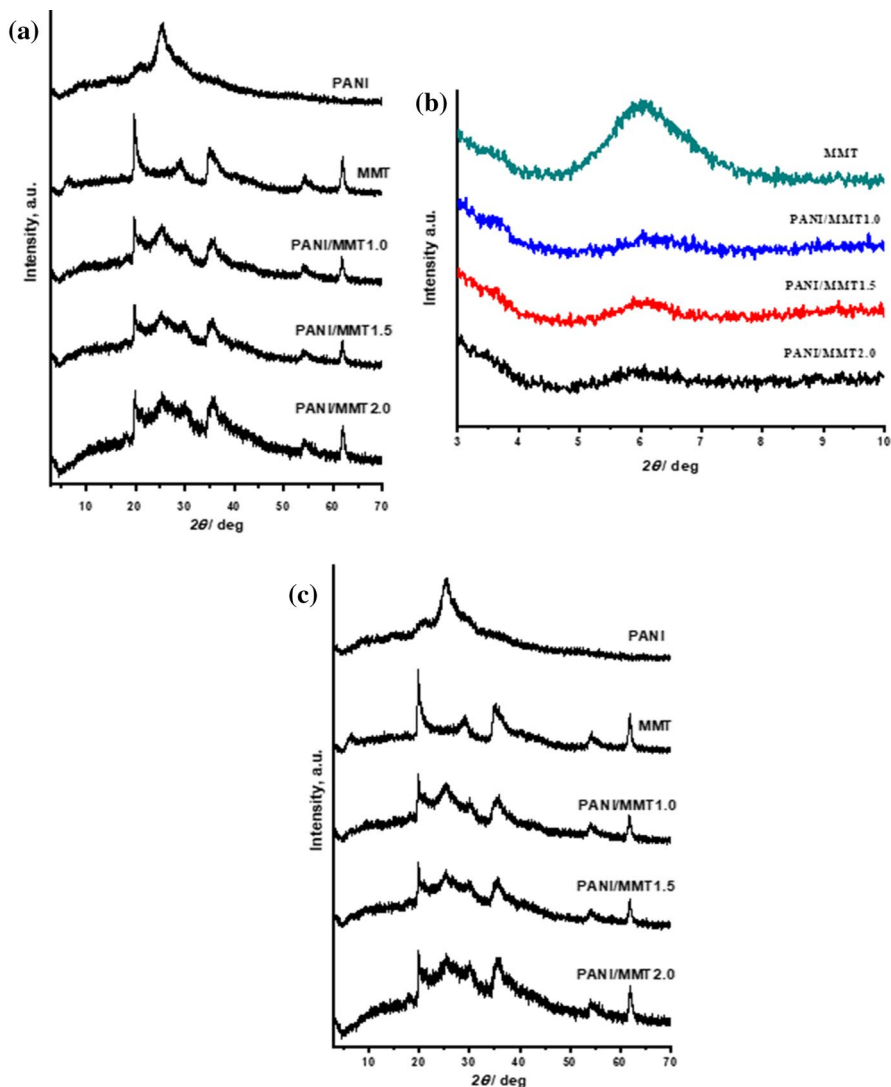 (a)
PANI
MMT
PANI/MMT1.0
PANI/MMT1.5
PANI/MMT2.0
Intensity, a.u.
10 20 30 40 50 60 70
2θ/ deg
(b)
MMT
PANI/MMT1.0
PANI/MMT1.5
PANI/MMT2.0
Intensity a.u.
3 4 5 6 7 8 9 10
2θ/ deg
(c)
PANI
MMT
PANI/MMT1.0
PANI/MMT1.5
PANI/MMT2.0
Intensity, a.u.
10 20 30 40 50 60 70
2θ/ deg